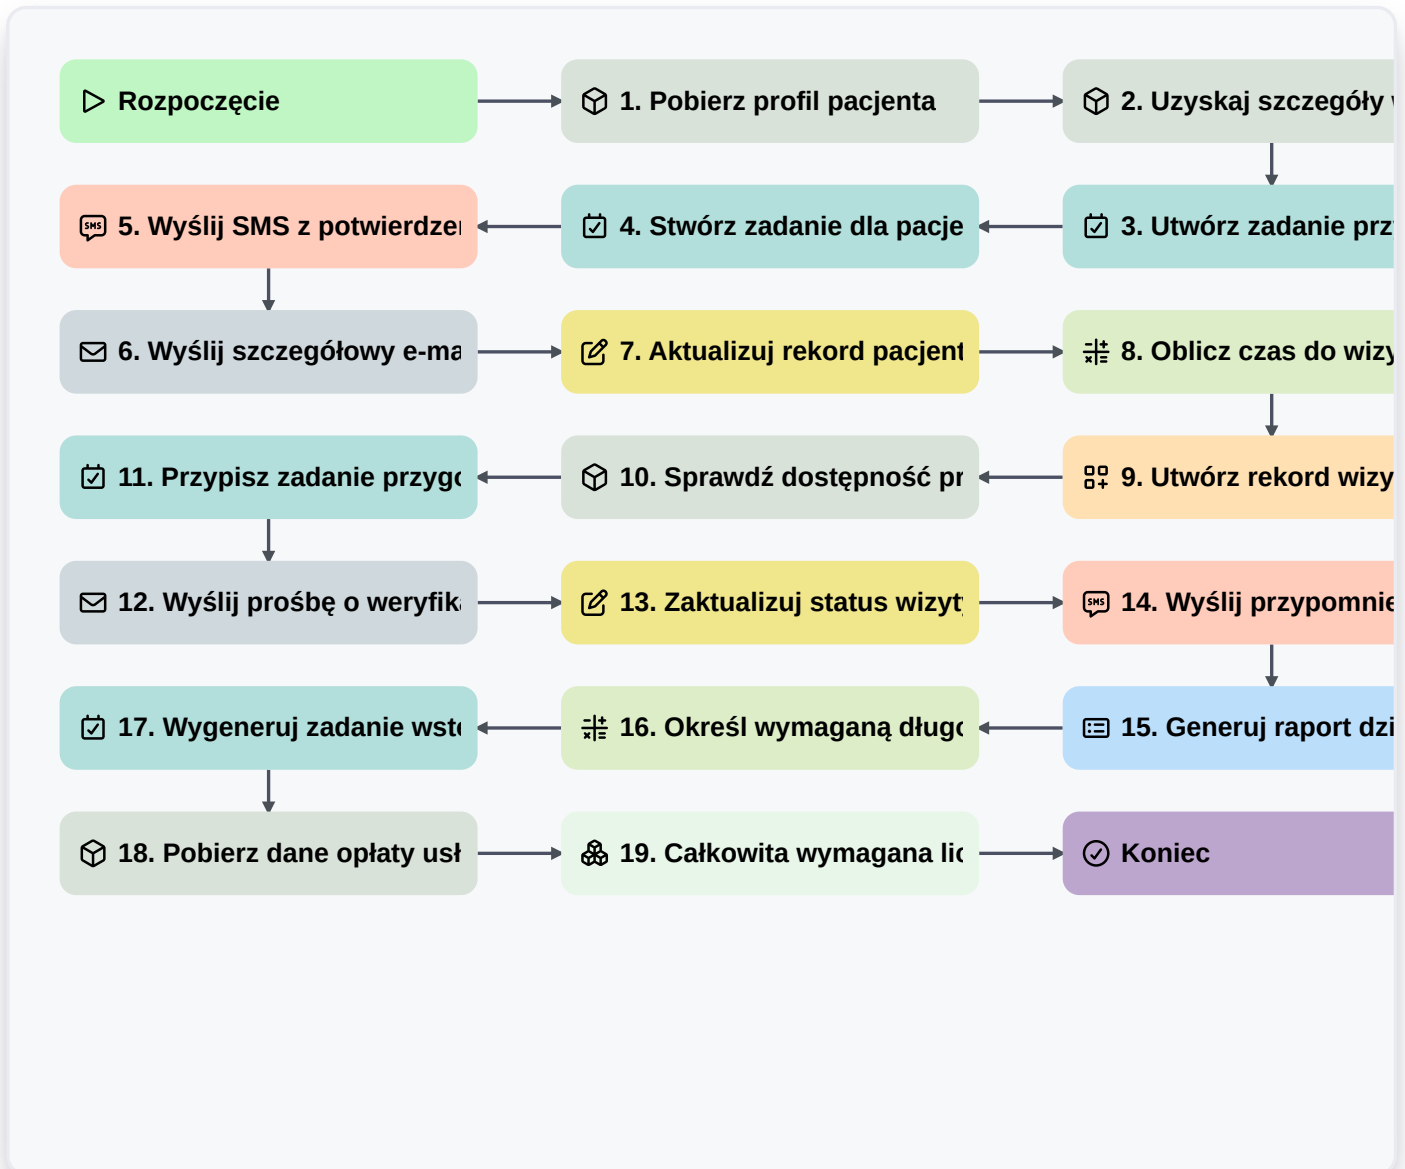 Rozpoczęcie
1. Pobierz profil pacjenta
2. Uzyskaj szczegóły
SMS 5. Wyślij SMS z potwierdze
4. Stwórz zadanie dla pacje
3. Utwórz zadanie prz
6. Wyślij szczegółowy e-ma
7. Aktualizuj rekord pacjent
8. Oblicz czas do wizy
11. Przypisz zadanie przygo
10. Sprawdź dostępność pr
9. Utwórz rekord wizy
12. Wyślij prośbę o weryfik
13. Zaktualizuj status wizyt
SMS 14. Wyślij przypomnie
17. Wygeneruj zadanie wstę
16. Określ wymaganą długo
15. Generuj raport dzi
18. Pobierz dane opłaty usł
19. Całkowita wymagana lic
Koniec